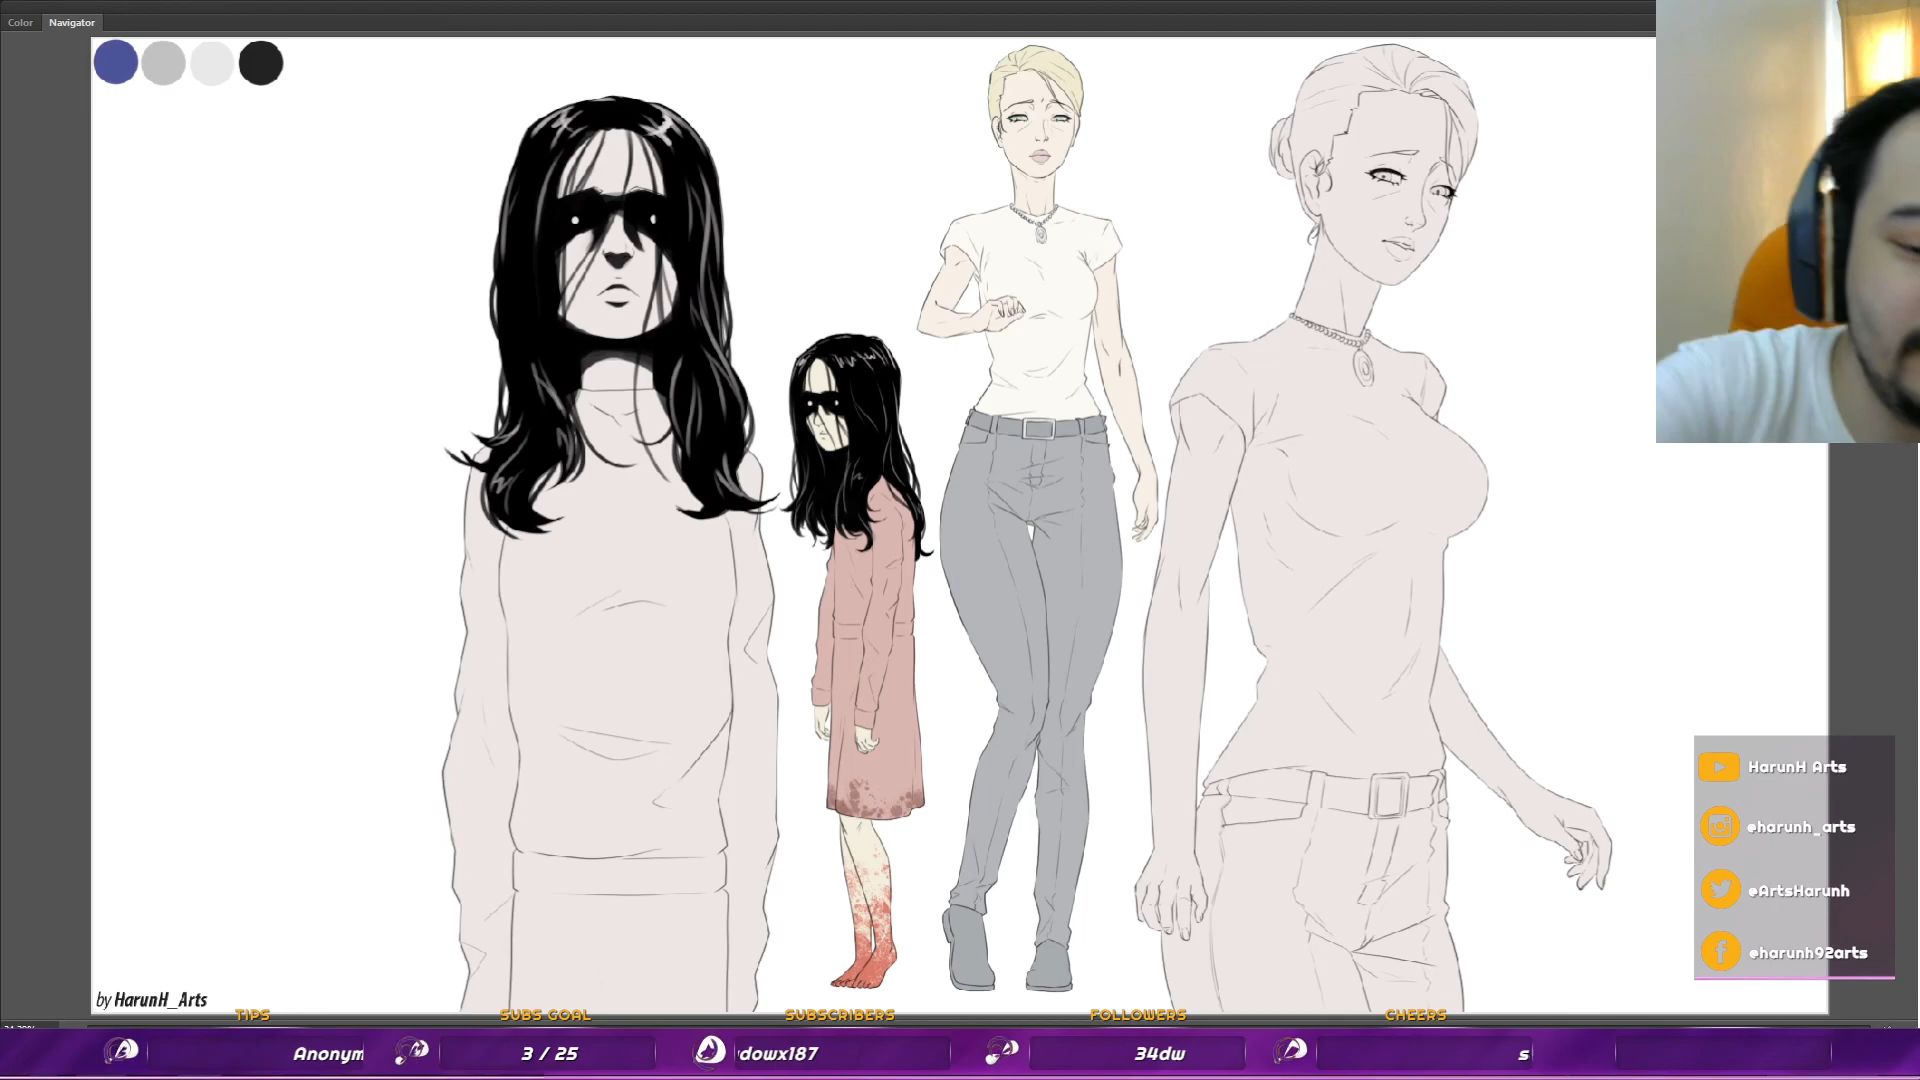 Color Navigator
HarunH Arts
@harunh_arts
@ArtsHarunh
@harunh92arts
by HarunH_Arts
TIPS SUBS GOAL SUBSCRIBERS FOLLOWERS CHEERS
Anonym 3 / 25 dowx187 34dw s